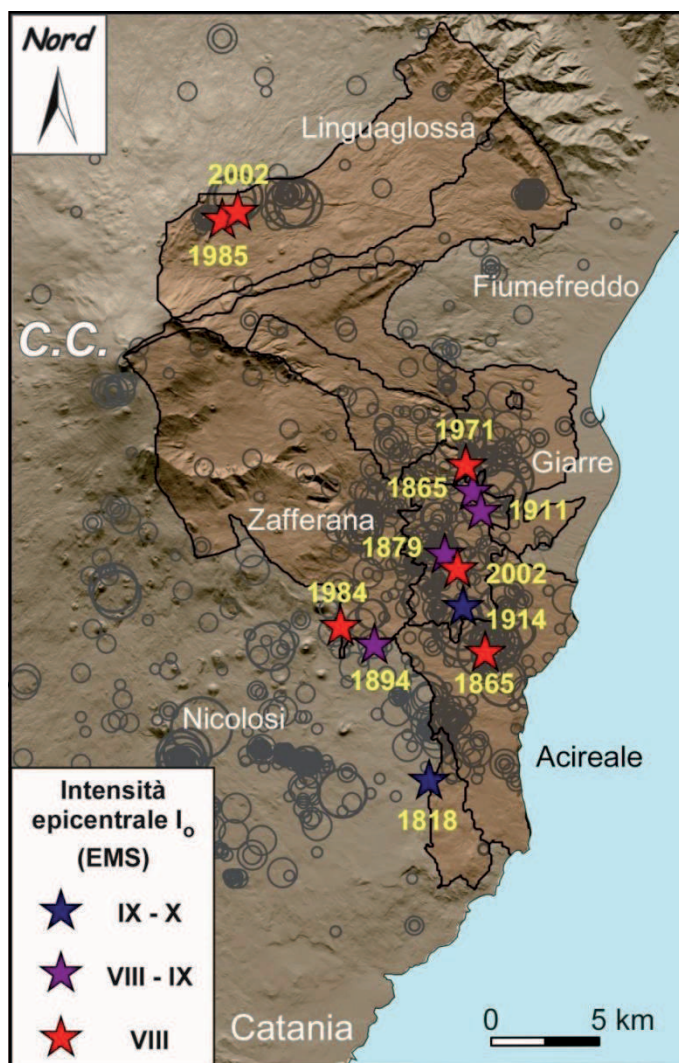 Nord
Linguaglossa
2002
1985
Fiumefreddo
C.C.
1971
Giarre
1865
1911
Zafferana
1879
2002
1984
1914
1894
1865
Nicolosi
Acireale
1818
Intensità
epicentrale Io
(EMS)
IX - X
VIII - IX
VIII
Catania
0 5 km